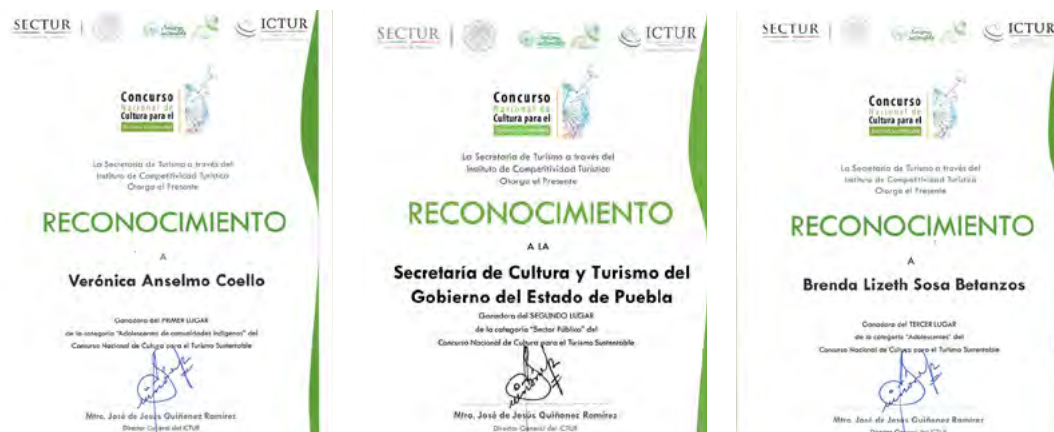 SECTUR
ICTUR
Concurso
Nacional de
Cultura para el
La Secretaría de Turismo a través del
Instituto de Competitividad Turística
Otorga el Presente
RECONOCIMIENTO
A
Verónica Anselmo Coello
Ganadora del PRIMER LUGAR
de la categoría "Adolescentes de comunidades Indígenas" del
Concurso Nacional de Cultura para el Turismo Sustentable
Mtro. José de Jesús Quiñonez Ramírez
Director General del ICTUR
SECTUR
ICTUR
Concurso
Nacional de
Cultura para el
La Secretaría de Turismo a través del
Instituto de Competitividad Turística
Otorga el Presente
RECONOCIMIENTO
A LA
Secretaría de Cultura y Turismo del
Gobierno del Estado de Puebla
Ganadora del SEGUNDO LUGAR
de la categoría "Sector Público" del
Concurso Nacional de Cultura para el Turismo Sustentable
Mtro. José de Jesús Quiñonez Ramírez
Director General del ICTUR
SECTUR
ICTUR
Concurso
Nacional de
Cultura para el
La Secretaría de Turismo a través del
Instituto de Competitividad Turística
Otorga el Presente
RECONOCIMIENTO
A
Brenda Lizeth Sosa Betanzos
Ganadora del TERCER LUGAR
de la categoría "Adolescentes" del
Concurso Nacional de Cultura para el Turismo Sustentable
Mtro. José de Jesús Quiñonez Ramírez
Director General del ICTUR